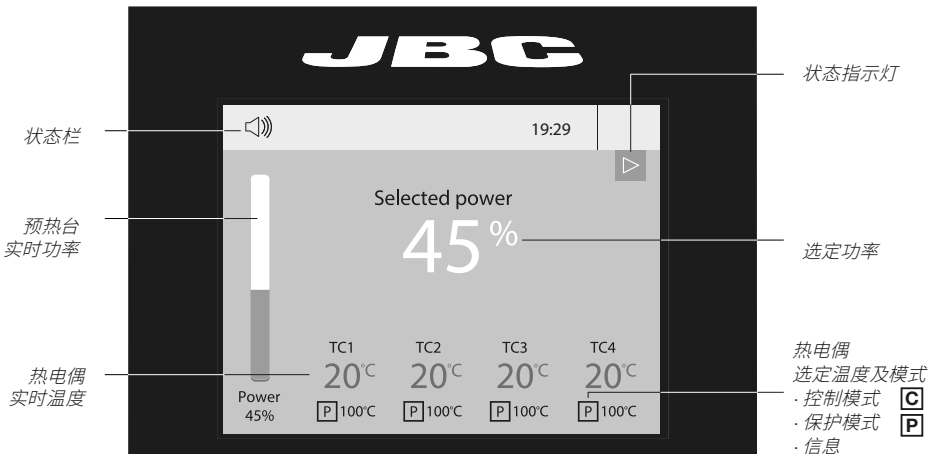 JBC
状态指示灯
状态栏
19:29
预热台
实时功率
Selected power
45%
选定功率
TC1 TC2 TC3 TC4
20℃ 20℃ 20℃ 20℃
P 100℃ P 100℃ P 100℃ P 100℃
热电偶
实时温度
Power
45%
热电偶
选定温度及模式
· 控制模式 C
· 保护模式 P
· 信息